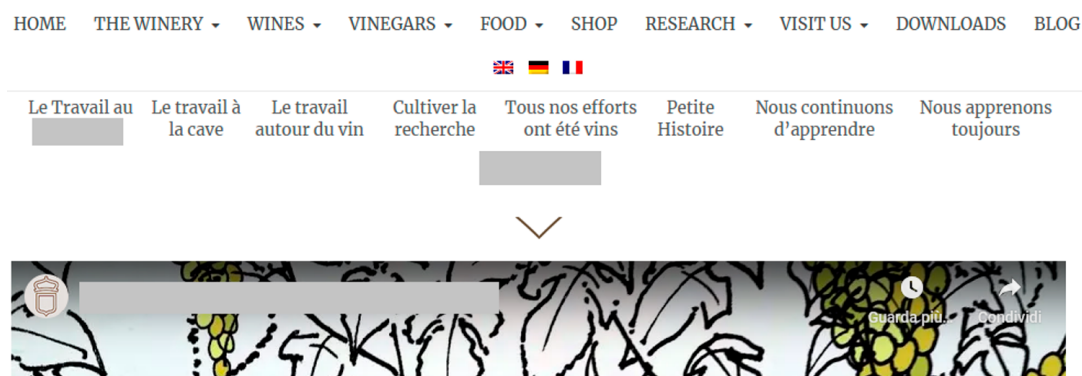 HOME THE WINERY WINES VINEGARS FOOD SHOP RESEARCH VISIT US DOWNLOADS BLOG
Le Travail au
Le travail à
la cave
Le travail
autour du vin
Cultiver la
recherche
Tous nos efforts
ont été vins
Petite
Histoire
Nous continuons
d’apprendre
Nous apprenons
toujours
Guarda più...
Condividi